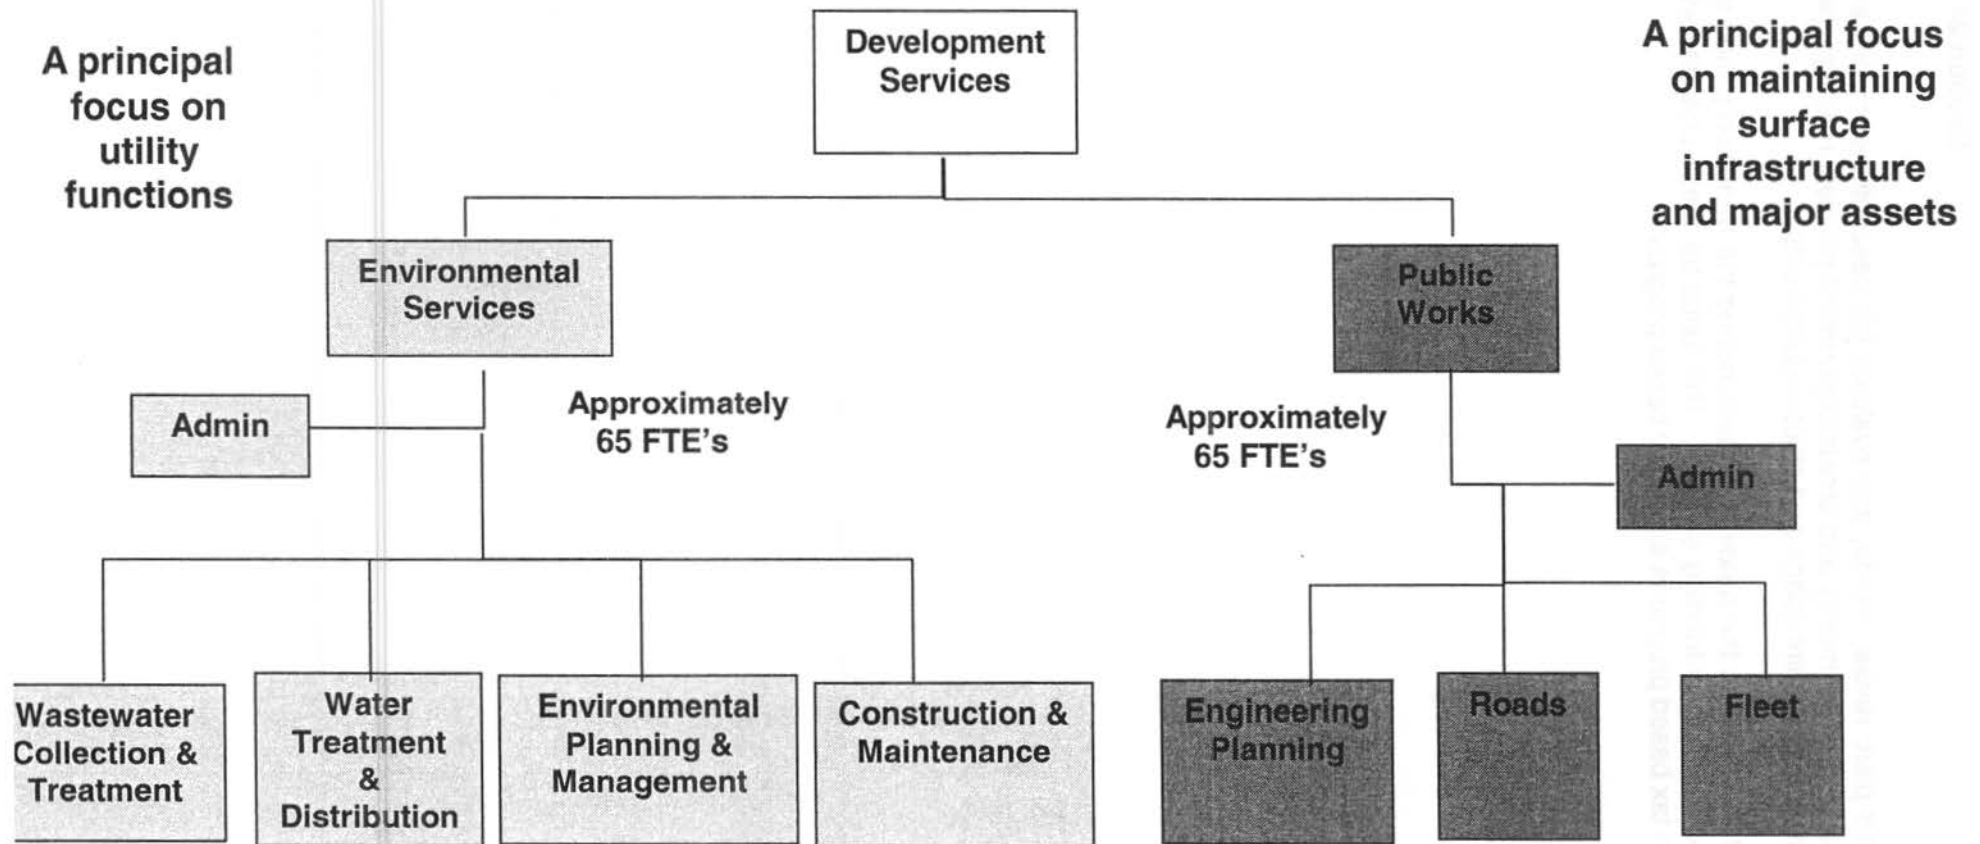 A principal
focus on
utility
functions
Development
Services
A principal focus
on maintaining
surface
infrastructure
and major assets
Environmental
Services
Public
Works
Admin
Approximately
65 FTE's
Approximately
65 FTE's
Admin
Wastewater
Collection &
Treatment
Water
Treatment
&
Distribution
Environmental
Planning &
Management
Construction &
Maintenance
Engineering
Planning
Roads
Fleet